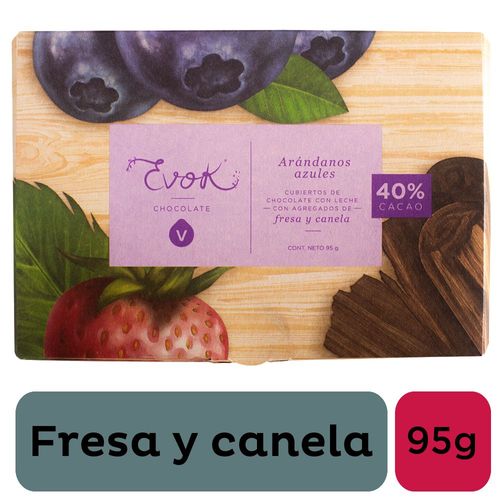 Evok
CHOCOLATE
V
Arándanos
azules
CUBIERTOS DE
CHOCOLATE CON LECHE
CON AGREGADOS DE
fresa y canela
CONT. NETO 95 g
40%
CACAO
Fresa y canela
95g